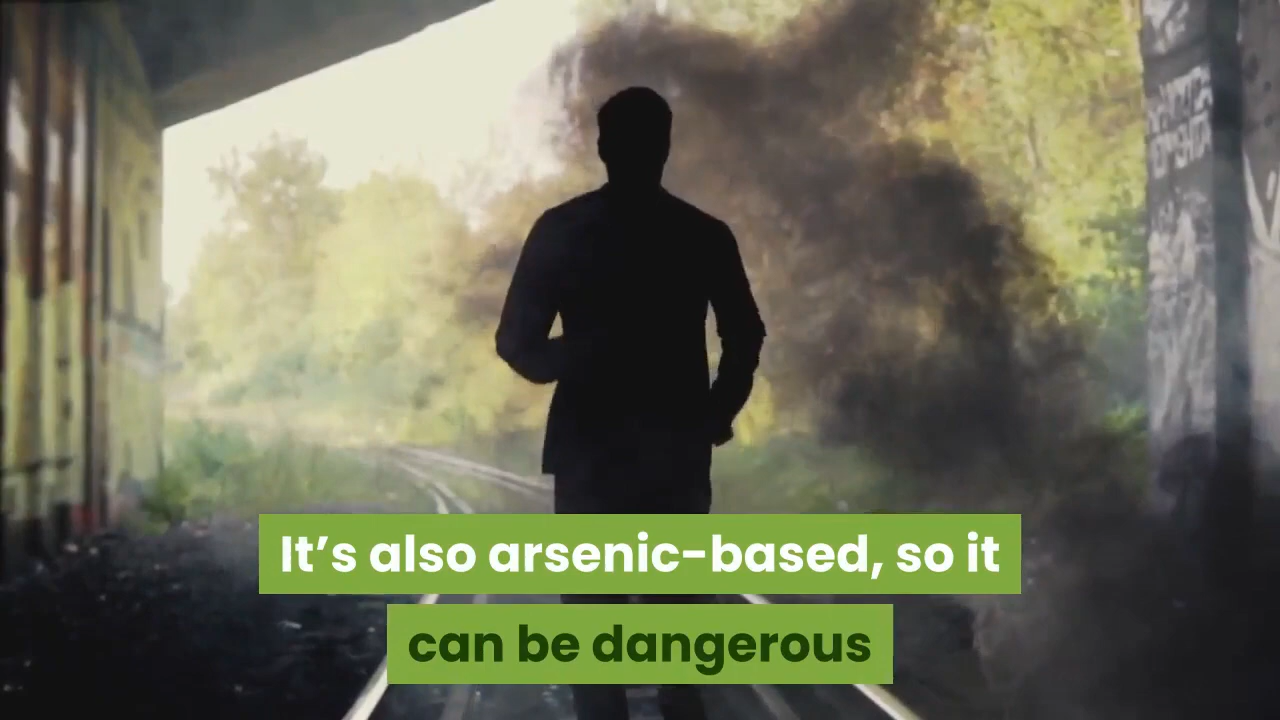 It’s also arsenic-based, so it
can be dangerous